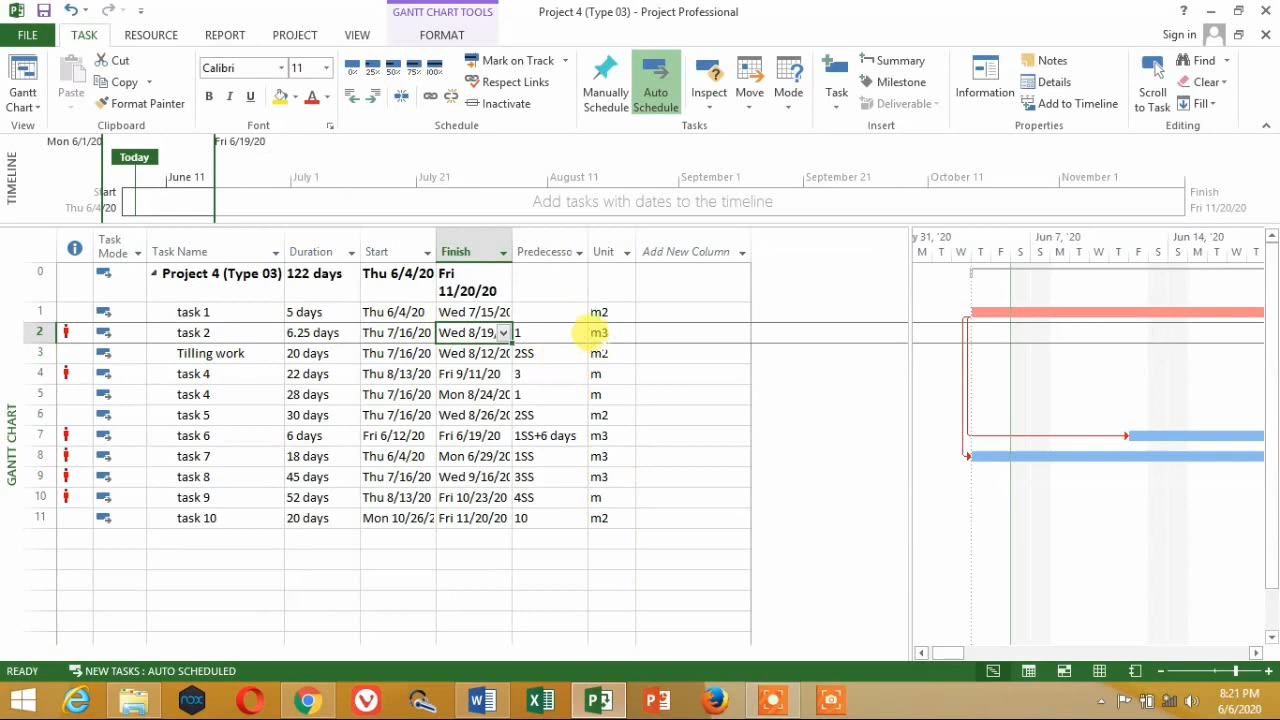 GANTT CHART TOOLS
Project 4 (Type 03) - Project Professional
?
FILE TASK RESOURCE REPORT PROJECT VIEW FORMAT
Sign in
Gantt Chart
View
Paste
Cut
Copy
Format Painter
Clipboard
Calibri 11
B I U A
Font
0% 25% 50% 75% 100%
Mark on Track
Respect Links
Inactivate
Schedule
Manually Schedule
Auto Schedule
Inspect
Move
Mode
Tasks
Task
Summary
Milestone
Deliverable
Insert
Information
Notes
Details
Add to Timeline
Properties
Scroll to Task
Find
Clear
Fill
Editing
TIMELINE
Mon 6/1/20 Fri 6/19/20
Today
June 11 July 1 July 21 August 11 September 1 September 21 October 11 November 1
Start
Thu 6/4/20
Add tasks with dates to the timeline
Finish
Fri 11/20/20
GANTT CHART
Task Mode Task Name Duration Start Finish Predecesso Unit Add New Column
0 Project 4 (Type 03) 122 days Thu 6/4/20 Fri 11/20/20
1 task 1 5 days Thu 6/4/20 Wed 7/15/20 m2
2 task 2 6.25 days Thu 7/16/20 Wed 8/19/ 1 m3
3 Tilling work 20 days Thu 7/16/20 Wed 8/12/20 2SS m2
4 task 4 22 days Thu 8/13/20 Fri 9/11/20 3 m
5 task 4 28 days Thu 7/16/20 Mon 8/24/20 1 m
6 task 5 30 days Thu 7/16/20 Wed 8/26/20 2SS m2
7 task 6 6 days Fri 6/12/20 Fri 6/19/20 1SS+6 days m3
8 task 7 18 days Thu 6/4/20 Mon 6/29/20 1SS m3
9 task 8 45 days Thu 7/16/20 Wed 9/16/20 3SS m3
10 task 9 52 days Thu 8/13/20 Fri 10/23/20 4SS m
11 task 10 20 days Mon 10/26/2 Fri 11/20/20 10 m2
y 31, '20 Jun 7, '20 Jun 14, '20
M T W T F S S M T W T F S S M T W T
READY NEW TASKS : AUTO SCHEDULED
8:21 PM
6/6/2020